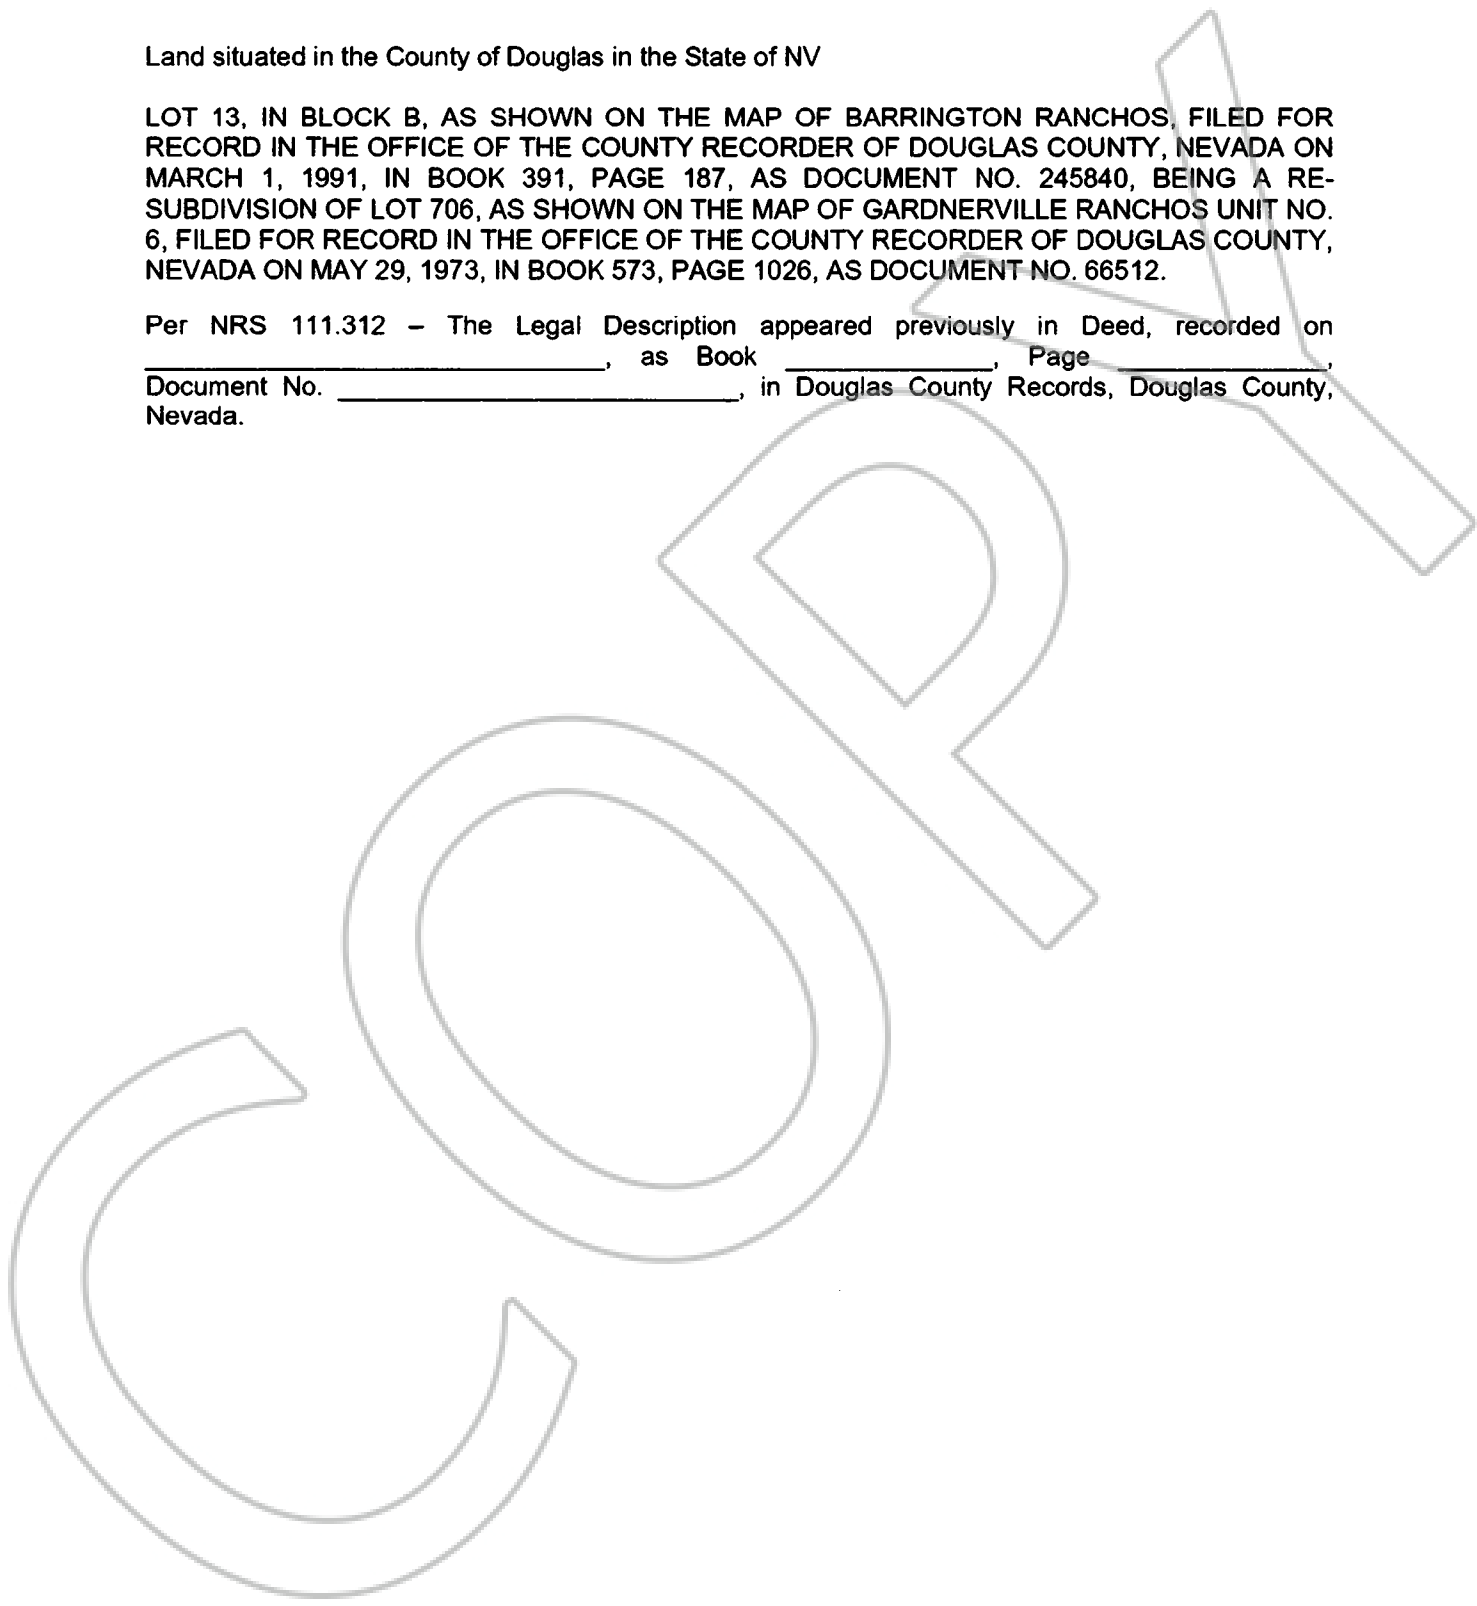 Land situated in the County of Douglas in the State of NV
LOT 13, IN BLOCK B, AS SHOWN ON THE MAP OF BARRINGTON RANCHOS, FILED FOR
RECORD IN THE OFFICE OF THE COUNTY RECORDER OF DOUGLAS COUNTY, NEVADA ON
MARCH 1, 1991, IN BOOK 391, PAGE 187, AS DOCUMENT NO. 245840, BEING A RE-
SUBDIVISION OF LOT 706, AS SHOWN ON THE MAP OF GARDNERVILLE RANCHOS UNIT NO.
6, FILED FOR RECORD IN THE OFFICE OF THE COUNTY RECORDER OF DOUGLAS COUNTY,
NEVADA ON MAY 29, 1973, IN BOOK 573, PAGE 1026, AS DOCUMENT NO. 66512.
Per NRS 111.312 – The Legal Description appeared previously in Deed, recorded on
_________________________________, as Book _______________, Page _______________,
Document No. _____________________________, in Douglas County Records, Douglas County,
Nevada.
COPY